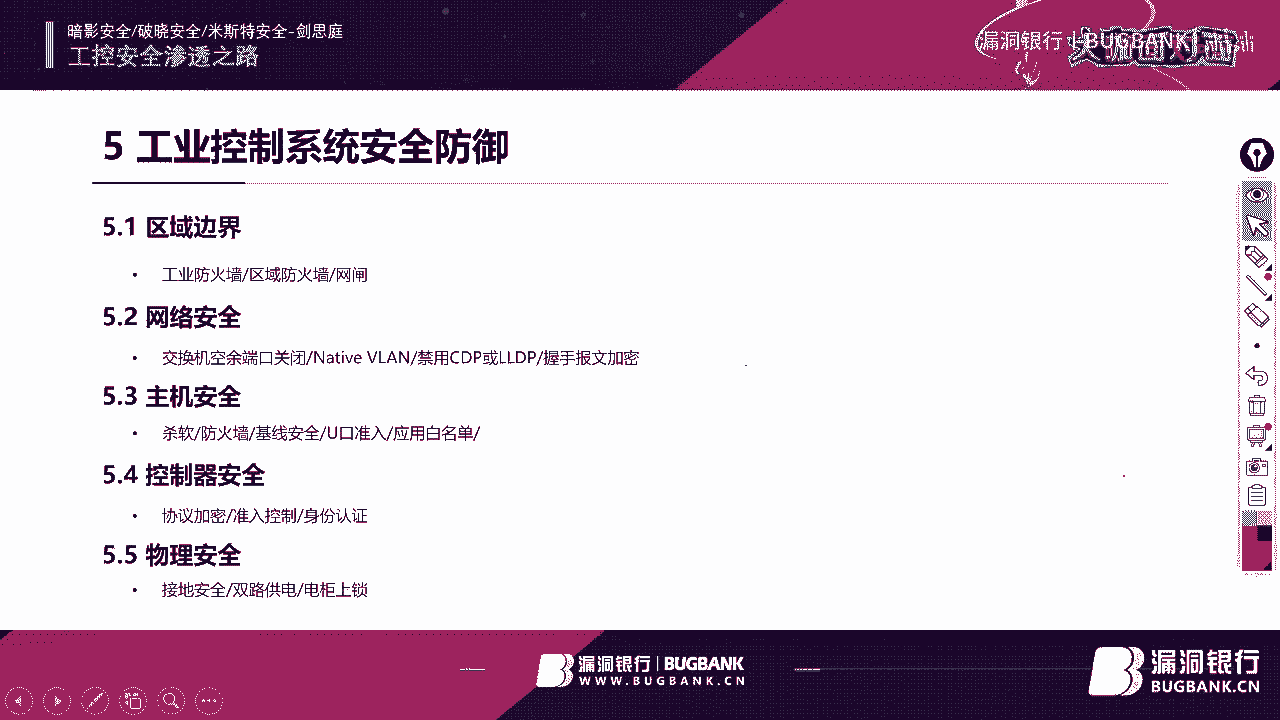 暗影安全/破晓安全/米斯特安全-剑思庭
工控安全渗透之路
漏洞银行 | BUGBANK
5 工业控制系统安全防御
5.1 区域边界
• 工业防火墙/区域防火墙/网闸
5.2 网络安全
• 交换机空余端口关闭/Native VLAN/禁用CDP或LLDP/握手报文加密
5.3 主机安全
• 杀软/防火墙/基线安全/U口准入/应用白名单/
5.4 控制器安全
• 协议加密/准入控制/身份认证
5.5 物理安全
• 接地安全/双路供电/电柜上锁
漏洞银行 | BUGBANK
WWW.BUGBANK.CN
漏洞银行
BUGBANK.CN